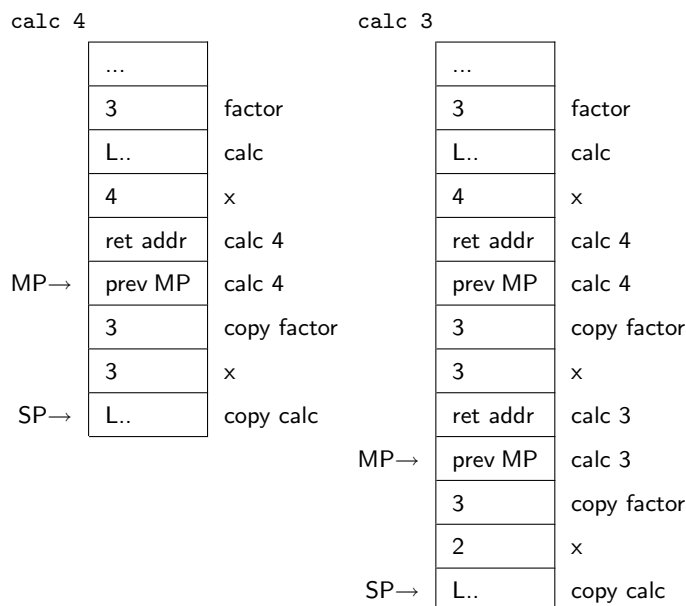 calc 4 calc 3
... ...
3 factor 3 factor
L.. calc L.. calc
4 x 4 x
ret addr calc 4 ret addr calc 4
MP→ prev MP calc 4 prev MP calc 4
3 copy factor 3 copy factor
3 x 3 x
SP→ L.. copy calc ret addr calc 3
MP→ prev MP calc 3
3 copy factor
2 x
SP→ L.. copy calc